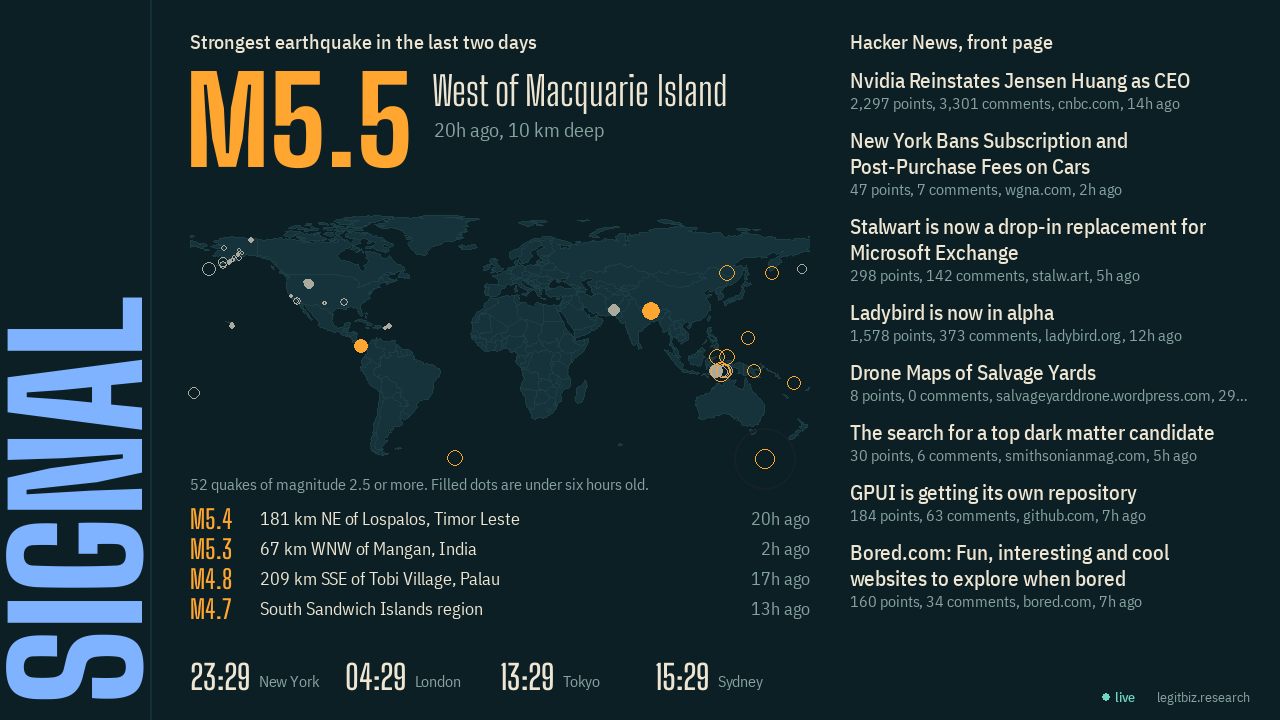 SIGNAL
Strongest earthquake in the last two days
M5.5
West of Macquarie Island
20h ago, 10 km deep
52 quakes of magnitude 2.5 or more. Filled dots are under six hours old.
M5.4 181 km NE of Lospalos, Timor Leste 20h ago
M5.3 67 km WNW of Mangan, India 2h ago
M4.8 209 km SSE of Tobi Village, Palau 17h ago
M4.7 South Sandwich Islands region 13h ago
23:29 New York 04:29 London 13:29 Tokyo 15:29 Sydney
Hacker News, front page
Nvidia Reinstates Jensen Huang as CEO
2,297 points, 3,301 comments, cnbc.com, 14h ago
New York Bans Subscription and
Post-Purchase Fees on Cars
47 points, 7 comments, wgna.com, 2h ago
Stalwart is now a drop-in replacement for
Microsoft Exchange
298 points, 142 comments, stalw.art, 5h ago
Ladybird is now in alpha
1,578 points, 373 comments, ladybird.org, 12h ago
Drone Maps of Salvage Yards
8 points, 0 comments, salvageyarddrone.wordpress.com, 29...
The search for a top dark matter candidate
30 points, 6 comments, smithsonianmag.com, 5h ago
GPUI is getting its own repository
184 points, 63 comments, github.com, 7h ago
Bored.com: Fun, interesting and cool
websites to explore when bored
160 points, 34 comments, bored.com, 7h ago
live legitbiz.research